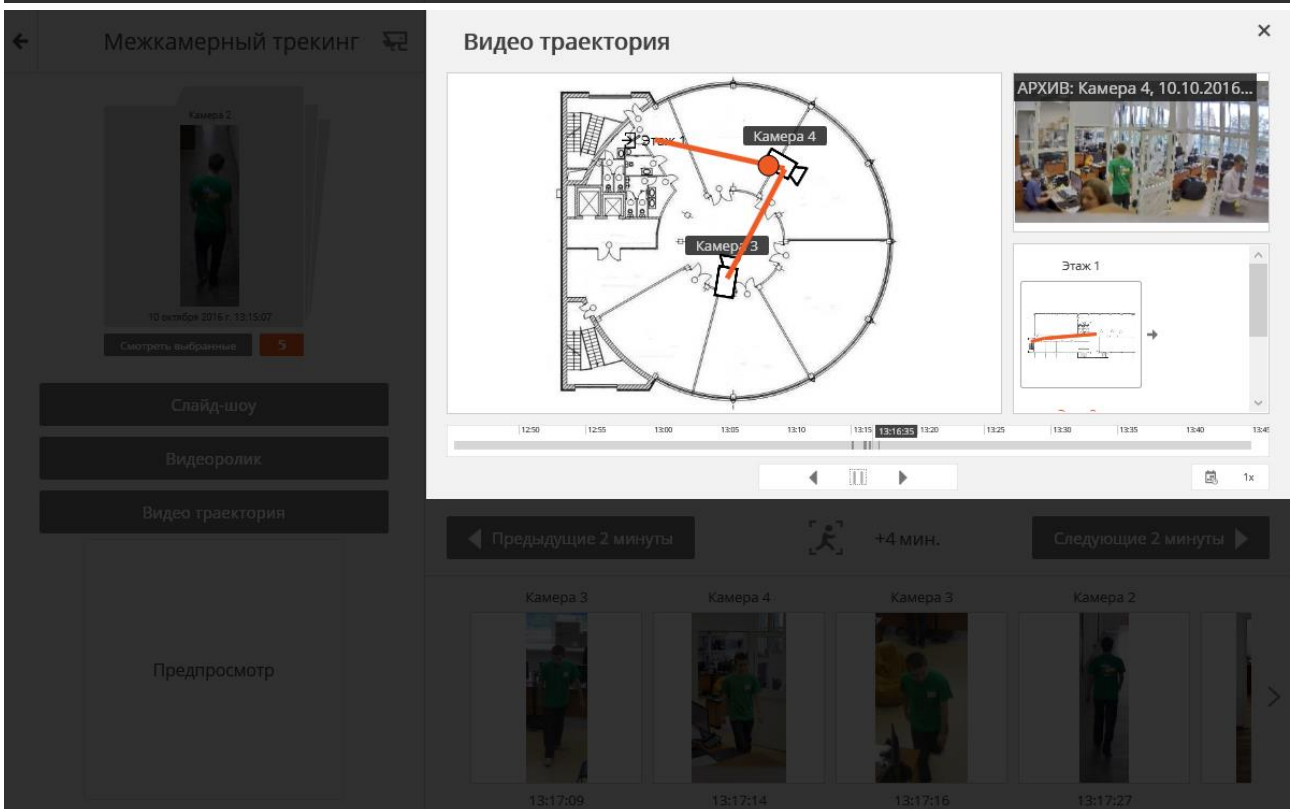 Межкамерный трекинг
Камера 2
10 октября 2016 г. 13:15:07
Смотреть выбранные
5
Слайд-шоу
Видеоролик
Видео траектория
Предпросмотр
Видео траектория
Этаж 1
Камера 4
Камера 3
АРХИВ: Камера 4, 10.10.2016...
Этаж 1
12:50 12:55 13:00 13:05 13:10 13:15 13:16:35 13:20 13:25 13:30 13:35 13:40 13:45
1x
Предыдущие 2 минуты
+4 мин.
Следующие 2 минуты
Камера 3 Камера 4 Камера 3 Камера 2
13:17:09 13:17:14 13:17:16 13:17:27